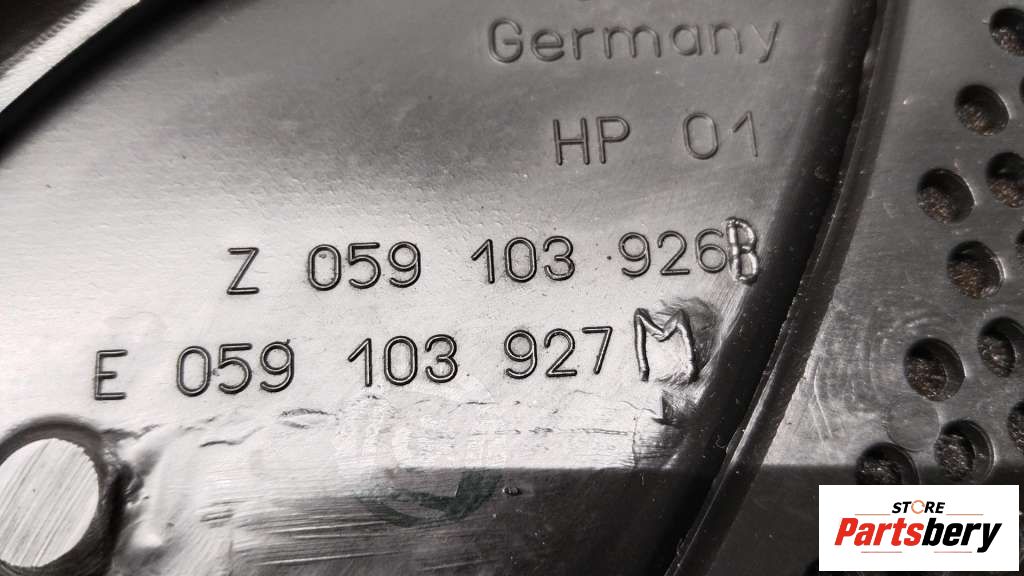 Germany
HP 01
Z 059 103 926B
E 059 103 927M
STORE
Partsbery